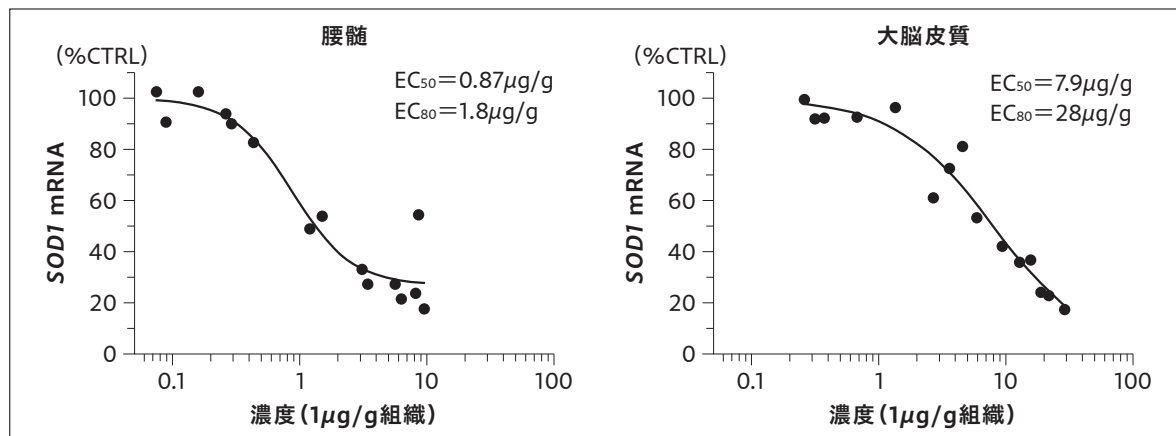 腰髄
(%CTRL)
EC50＝0.87μg/g
EC80＝1.8μg/g
100
80
60
40
20
0
SOD1 mRNA
0.1 1 10 100
濃度（1μg/g組織）
大脳皮質
(%CTRL)
EC50＝7.9μg/g
EC80＝28μg/g
100
80
60
40
20
0
SOD1 mRNA
0.1 1 10 100
濃度（1μg/g組織）